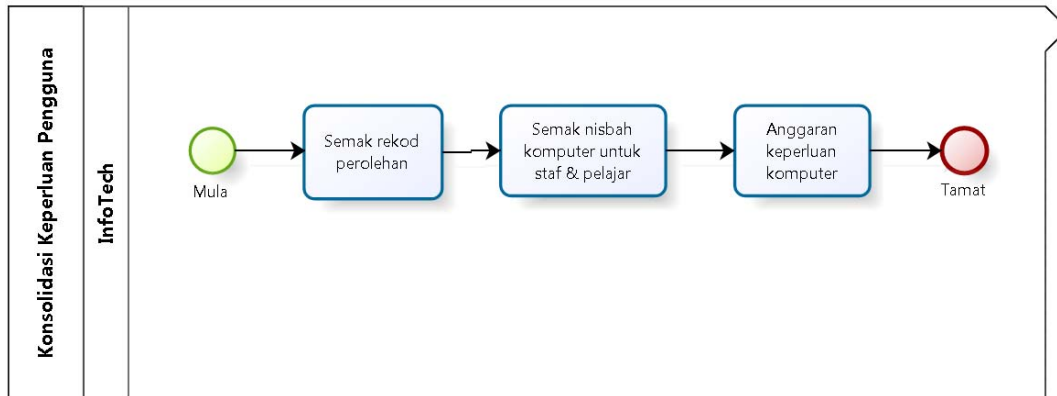 Konsolidasi Keperluan Pengguna
InfoTech
Mula
Semak rekod
perolehan
Semak nisbah
komputer untuk
staf & pelajar
Anggaran
keperluan
komputer
Tamat